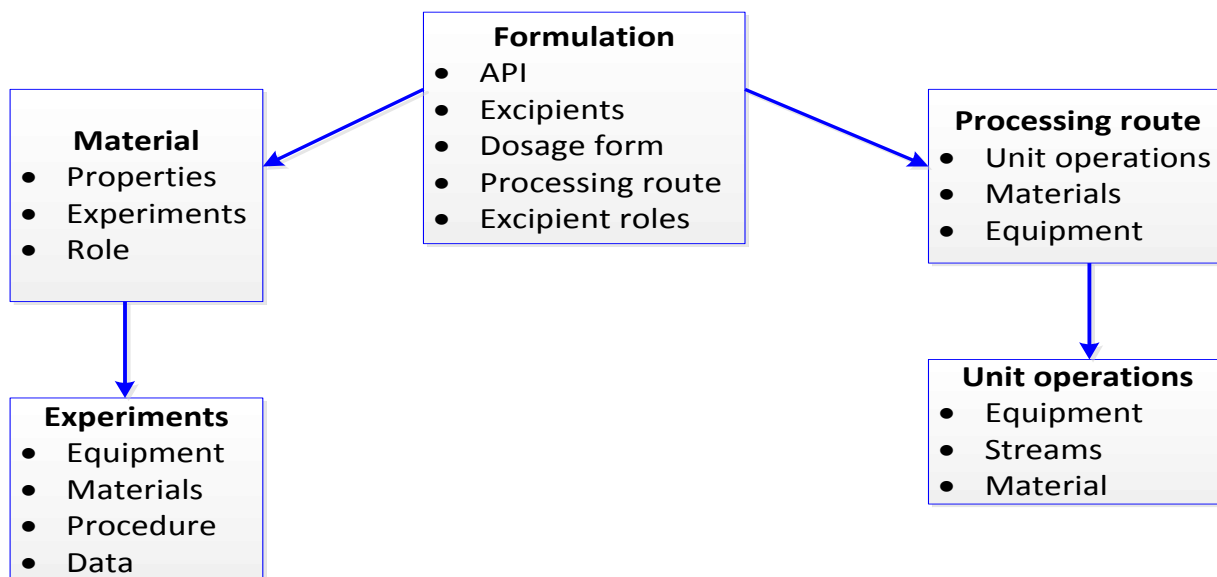 Formulation
• API
• Excipients
• Dosage form
• Processing route
• Excipient roles
Material
• Properties
• Experiments
• Role
Processing route
• Unit operations
• Materials
• Equipment
Experiments
• Equipment
• Materials
• Procedure
• Data
Unit operations
• Equipment
• Streams
• Material